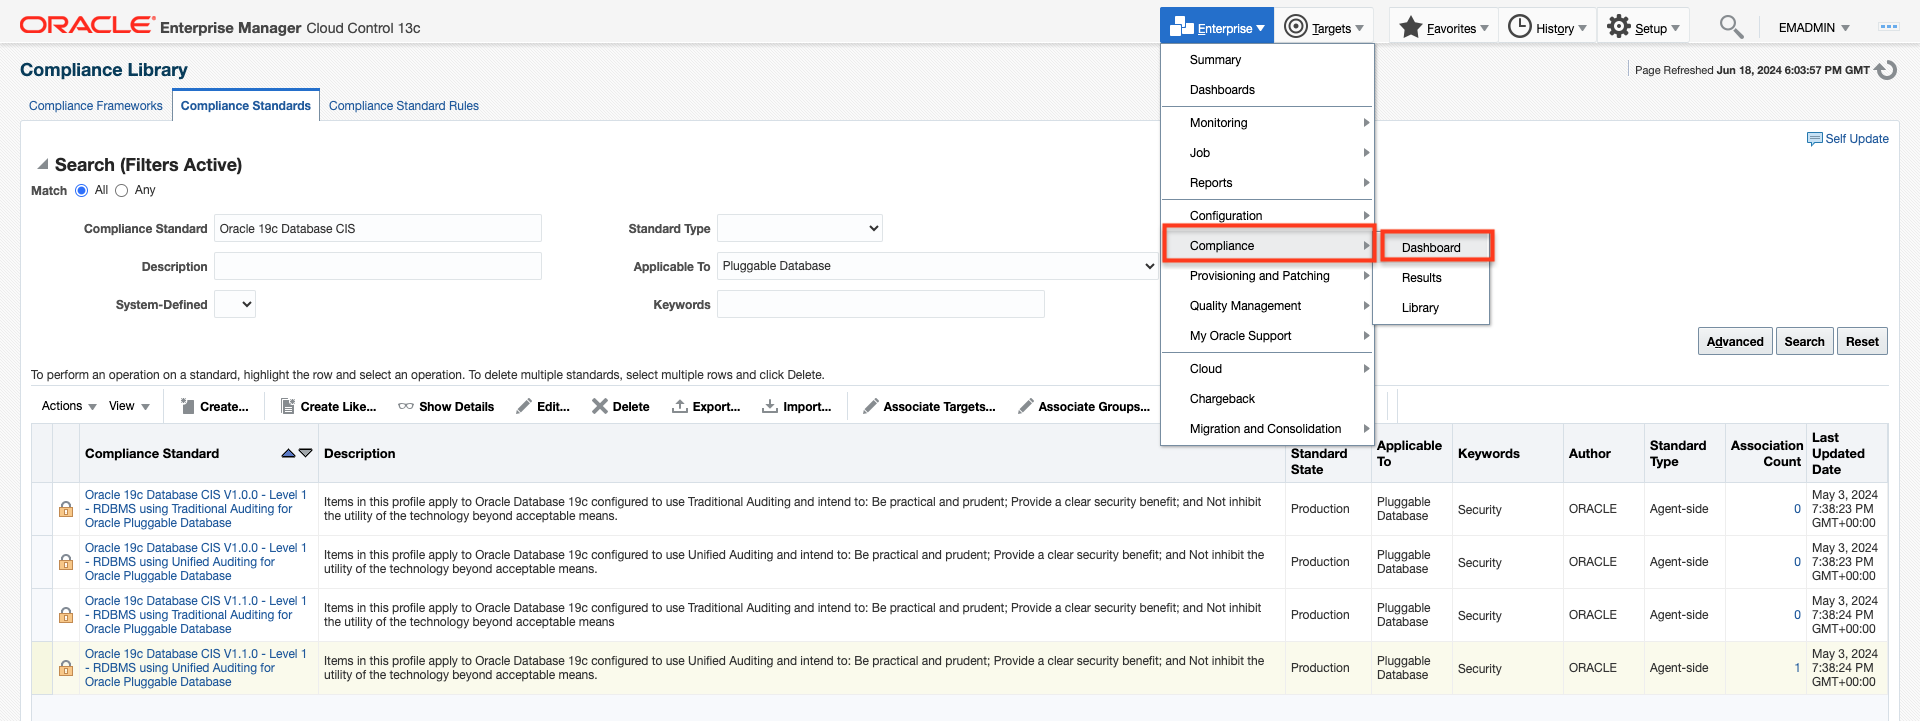 ORACLE Enterprise Manager Cloud Control 13c
Enterprise
Targets
Favorites
History
Setup
EMADMIN
Compliance Library
Page Refreshed Jun 18, 2024 6:03:57 PM GMT
Compliance Frameworks
Compliance Standards
Compliance Standard Rules
Self Update
Search (Filters Active)
Match All Any
Compliance Standard Oracle 19c Database CIS
Standard Type
Description
Applicable To Pluggable Database
System-Defined
Keywords
Summary
Dashboards
Monitoring
Job
Reports
Configuration
Compliance
Provisioning and Patching
Quality Management
My Oracle Support
Cloud
Chargeback
Migration and Consolidation
Dashboard
Results
Library
Advanced
Search
Reset
To perform an operation on a standard, highlight the row and select an operation. To delete multiple standards, select multiple rows and click Delete.
Actions
View
Create...
Create Like...
Show Details
Edit...
Delete
Export...
Import...
Associate Targets...
Associate Groups...
Compliance Standard
Description
Standard
State
Applicable
To
Keywords
Author
Standard
Type
Association
Count
Last
Updated
Date
Oracle 19c Database CIS V1.0.0 - Level 1
- RDBMS using Traditional Auditing for
Oracle Pluggable Database
Items in this profile apply to Oracle Database 19c configured to use Traditional Auditing and intend to: Be practical and prudent; Provide a clear security benefit; and Not inhibit
the utility of the technology beyond acceptable means.
Production
Pluggable
Database
Security
ORACLE
Agent-side
0
May 3, 2024
7:38:23 PM
GMT+00:00
Oracle 19c Database CIS V1.0.0 - Level 1
- RDBMS using Unified Auditing for
Oracle Pluggable Database
Items in this profile apply to Oracle Database 19c configured to use Unified Auditing and intend to: Be practical and prudent; Provide a clear security benefit; and Not inhibit the
utility of the technology beyond acceptable means.
Production
Pluggable
Database
Security
ORACLE
Agent-side
0
May 3, 2024
7:38:23 PM
GMT+00:00
Oracle 19c Database CIS V1.1.0 - Level 1
- RDBMS using Traditional Auditing for
Oracle Pluggable Database
Items in this profile apply to Oracle Database 19c configured to use Traditional Auditing and intend to: Be practical and prudent; Provide a clear security benefit; and Not inhibit
the utility of the technology beyond acceptable means
Production
Pluggable
Database
Security
ORACLE
Agent-side
0
May 3, 2024
7:38:24 PM
GMT+00:00
Oracle 19c Database CIS V1.1.0 - Level 1
- RDBMS using Unified Auditing for
Oracle Pluggable Database
Items in this profile apply to Oracle Database 19c configured to use Unified Auditing and intend to: Be practical and prudent; Provide a clear security benefit; and Not inhibit the
utility of the technology beyond acceptable means.
Production
Pluggable
Database
Security
ORACLE
Agent-side
1
May 3, 2024
7:38:24 PM
GMT+00:00